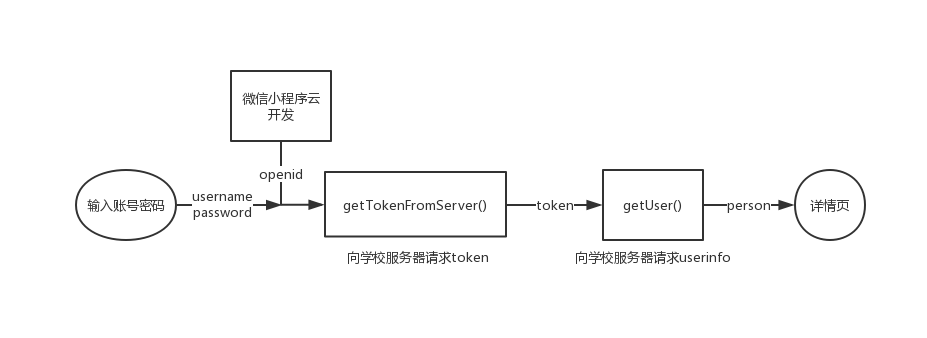 微信小程序云
开发
openid
输入账号密码
username
password
getTokenFromServer()
token
getUser()
person
详情页
向学校服务器请求token
向学校服务器请求userinfo